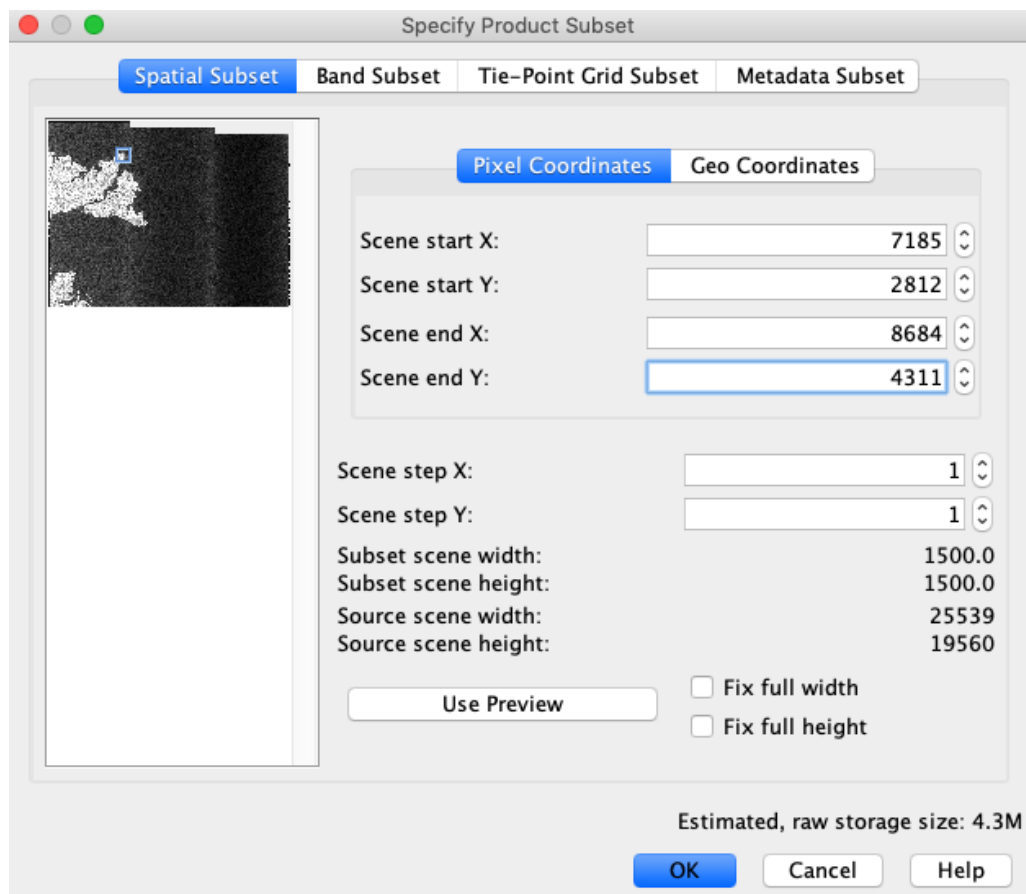 Specify Product Subset
Spatial Subset Band Subset Tie-Point Grid Subset Metadata Subset
Pixel Coordinates Geo Coordinates
Scene start X: 7185
Scene start Y: 2812
Scene end X: 8684
Scene end Y: 4311
Scene step X: 1
Scene step Y: 1
Subset scene width: 1500.0
Subset scene height: 1500.0
Source scene width: 25539
Source scene height: 19560
Use Preview
Fix full width
Fix full height
Estimated, raw storage size: 4.3M
OK Cancel Help